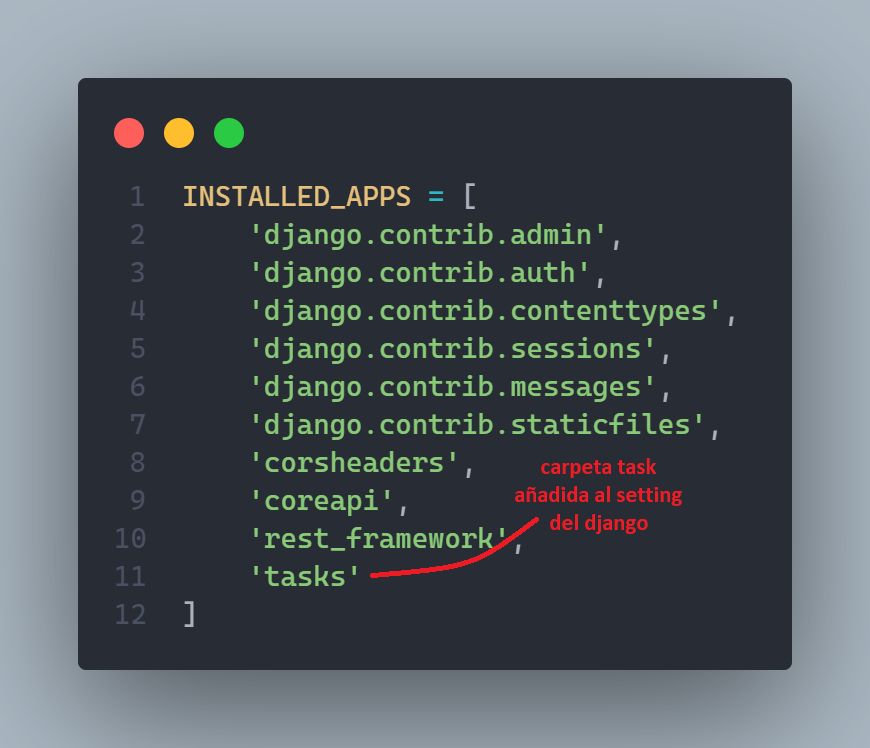 1 INSTALLED_APPS = [
2 'django.contrib.admin',
3 'django.contrib.auth',
4 'django.contrib.contenttypes',
5 'django.contrib.sessions',
6 'django.contrib.messages',
7 'django.contrib.staticfiles',
8 'corsheaders',
9 'coreapi',
10 'rest_framework',
11 'tasks'
12 ]
carpeta task
añadida al setting
del django